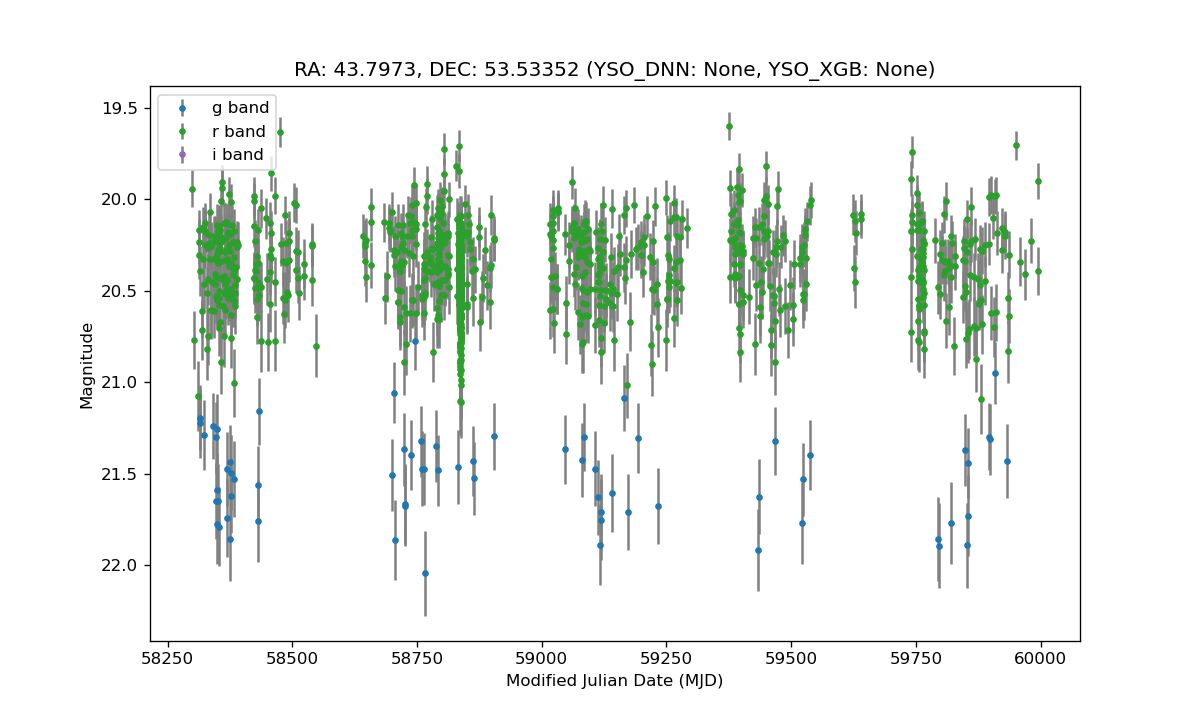 RA: 43.7973, DEC: 53.53352 (YSO_DNN: None, YSO_XGB: None)
g band
r band
i band
19.5
20.0
20.5
21.0
21.5
22.0
Magnitude
58250 58500 58750 59000 59250 59500 59750 60000
Modified Julian Date (MJD)